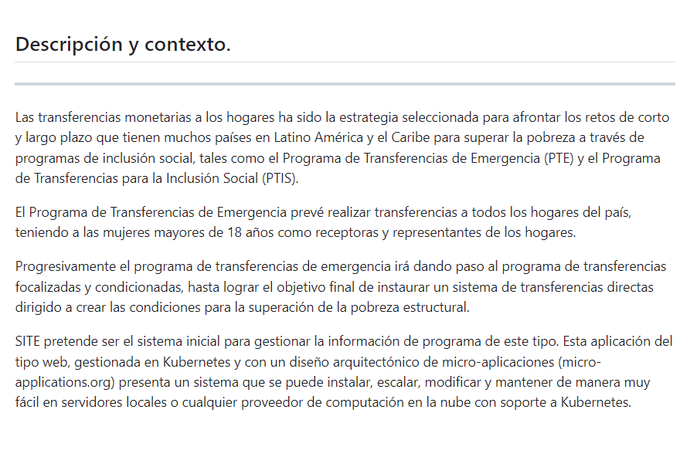 Descripción y contexto.
Las transferencias monetarias a los hogares ha sido la estrategia seleccionada para afrontar los retos de corto
y largo plazo que tienen muchos países en Latino América y el Caribe para superar la pobreza a través de
programas de inclusión social, tales como el Programa de Transferencias de Emergencia (PTE) y el Programa
de Transferencias para la Inclusión Social (PTIS).
El Programa de Transferencias de Emergencia prevé realizar transferencias a todos los hogares del país,
teniendo a las mujeres mayores de 18 años como receptoras y representantes de los hogares.
Progresivamente el programa de transferencias de emergencia irá dando paso al programa de transferencias
focalizadas y condicionadas, hasta lograr el objetivo final de instaurar un sistema de transferencias directas
dirigido a crear las condiciones para la superación de la pobreza estructural.
SITE pretende ser el sistema inicial para gestionar la información de programa de este tipo. Esta aplicación del
tipo web, gestionada en Kubernetes y con un diseño arquitectónico de micro-aplicaciones (micro-
applications.org) presenta un sistema que se puede instalar, escalar, modificar y mantener de manera muy
fácil en servidores locales o cualquier proveedor de computación en la nube con soporte a Kubernetes.